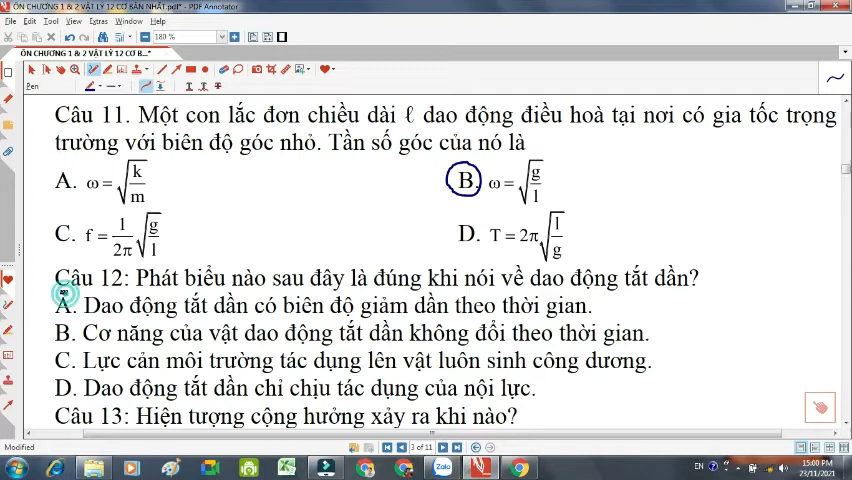 ÔN CHƯƠNG 1 & 2 VẬT LÝ 12 CƠ BẢN NHẤT.pdf* - PDF Annotator
File Edit Tool View Extras Window Help
180 %
ÔN CHƯƠNG 1 & 2 VẬT LÝ 12 CƠ B...*
Pen
Câu 11. Một con lắc đơn chiều dài ℓ dao động điều hoà tại nơi có gia tốc trọng
trường với biên độ góc nhỏ. Tần số góc của nó là
A. ω = √(k/m) B. ω = √(g/l)
C. f = 1/2π √(g/l) D. T = 2π √(l/g)
Câu 12: Phát biểu nào sau đây là đúng khi nói về dao động tắt dần?
A. Dao động tắt dần có biên độ giảm dần theo thời gian.
B. Cơ năng của vật dao động tắt dần không đổi theo thời gian.
C. Lực cản môi trường tác dụng lên vật luôn sinh công dương.
D. Dao động tắt dần chỉ chịu tác dụng của nội lực.
Câu 13: Hiện tượng cộng hưởng xảy ra khi nào?
Modified 3 of 11
Zalo EN 15:00 PM
23/11/2021